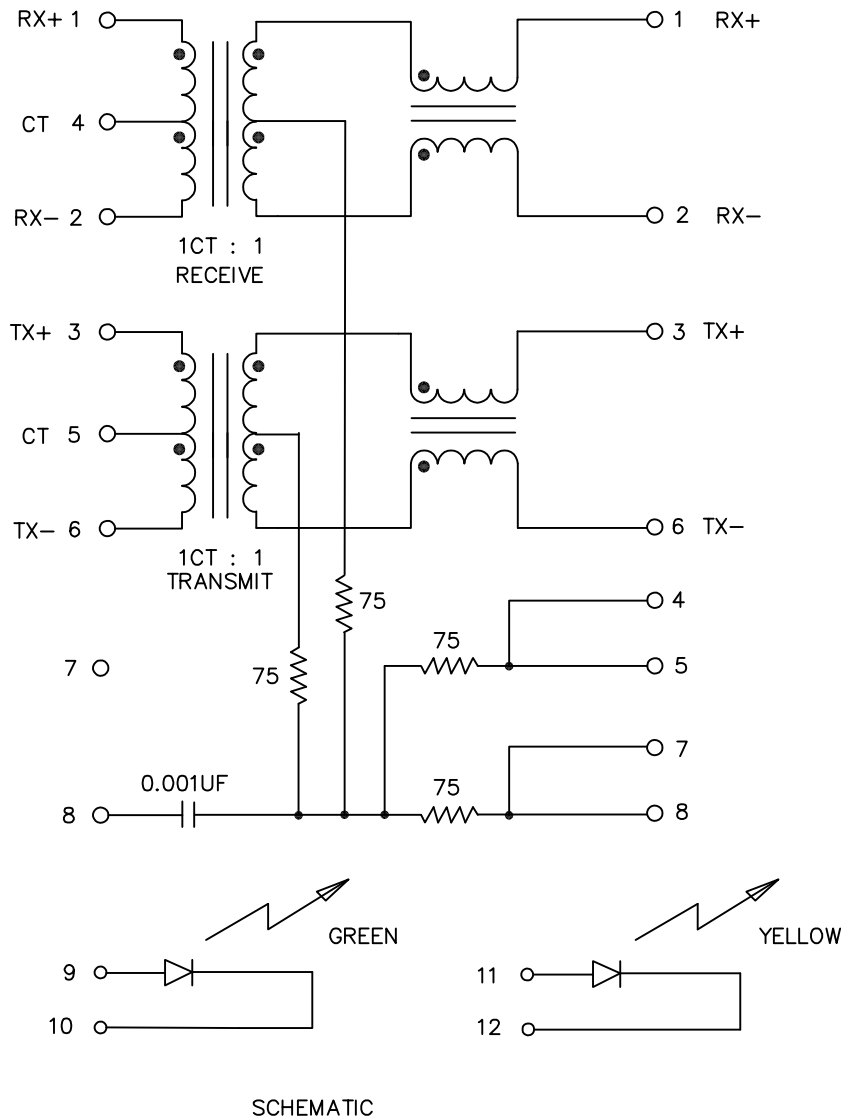 RX+ 1
1 RX+
CT 4
RX− 2
2 RX−
1CT : 1
RECEIVE
TX+ 3
3 TX+
CT 5
TX− 6
6 TX−
1CT : 1
TRANSMIT
75
4
75
5
7
75
7
0.001UF
75
8
8
GREEN
YELLOW
9
11
10
12
SCHEMATIC